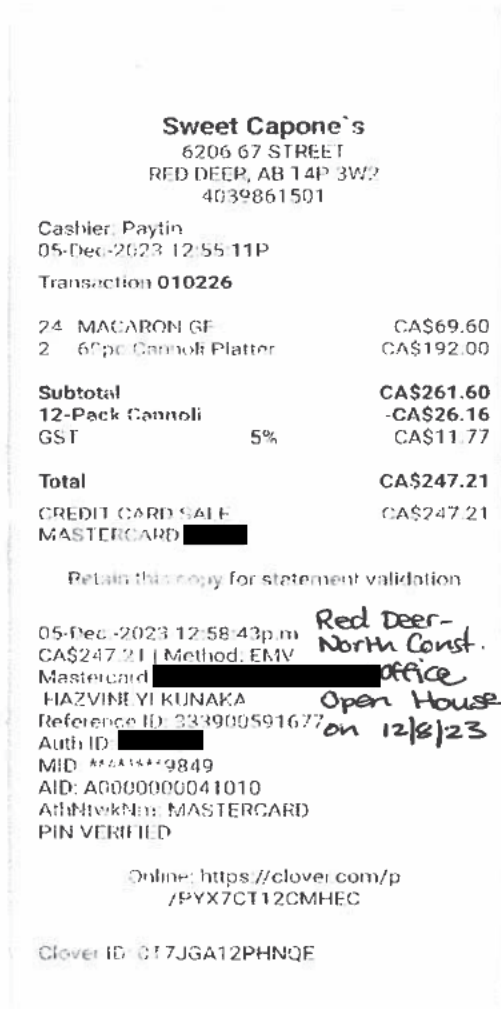 Sweet Capone`s
6206 67 STREET
RED DEER, AB T4P 3W2
4039861501
Cashier: Paytin
05-Dec-2023 12:55:11P
Transaction 010226
24 MACARON GF CA$69.60
2 Cannoli Platter CA$192.00
Subtotal CA$261.60
12-Pack Cannoli -CA$26.16
GST 5% CA$11.77
Total CA$247.21
CREDIT CARD SALE CA$247.21
MASTERCARD
Retain this copy for statement validation
05-Dec.-2023 12:58:43p.m
CA$247.21 | Method: EMV
Mastercard
HAZVINEYI KUNAKA
Reference ID: 333900591677
Auth ID:
MID: 9849
AID: A0000000041010
AthNtwkNm: MASTERCARD
PIN VERIFIED
Red Deer-
North Const.
office
Open House
on 12/8/23
Online: https://clover.com/p
/PYX7CT12CMHEC
Clover ID: 7JGA12PHNQE